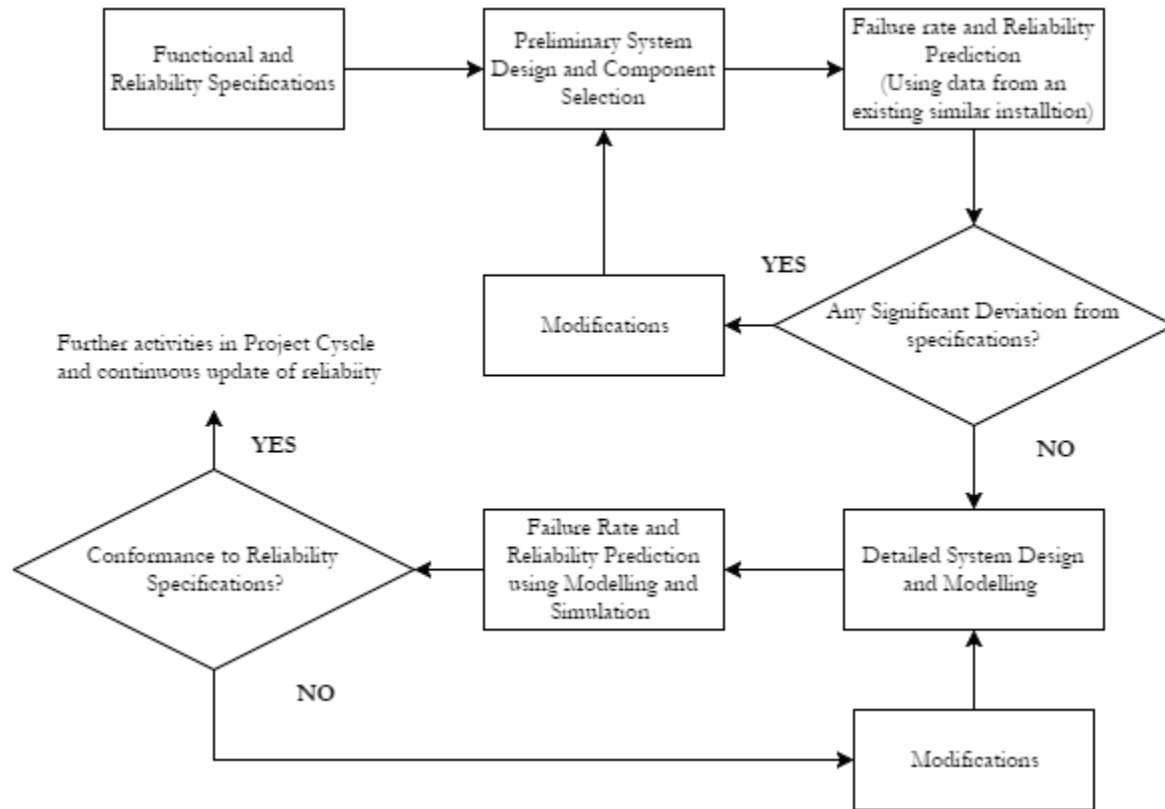 Functional and
Reliability Specifications
Preliminary System
Design and Component
Selection
Failure rate and Reliability
Prediction
(Using data from an
existing similar installtion)
YES
Any Significant Deviation from
specifications?
Modifications
NO
Further activities in Project Cyscle
and continuous update of reliabiity
YES
Conformance to Reliability
Specifications?
Failure Rate and
Reliability Prediction
using Modelling and
Simulation
Detailed System Design
and Modelling
NO
Modifications